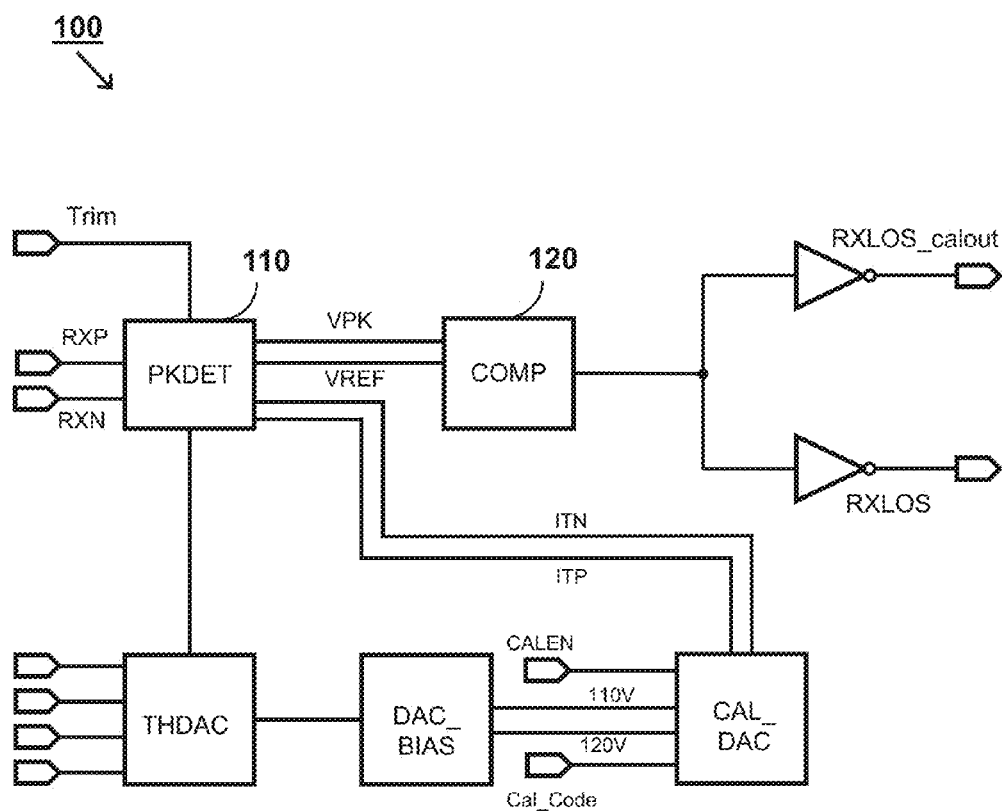 100
Trim
110
120
RXLOS_calout
RXP
VPK
PKDET
COMP
VREF
RXN
RXLOS
ITN
ITP
CALEN
THDAC
DAC_
BIAS
110V
120V
CAL_
DAC
Cal_Code